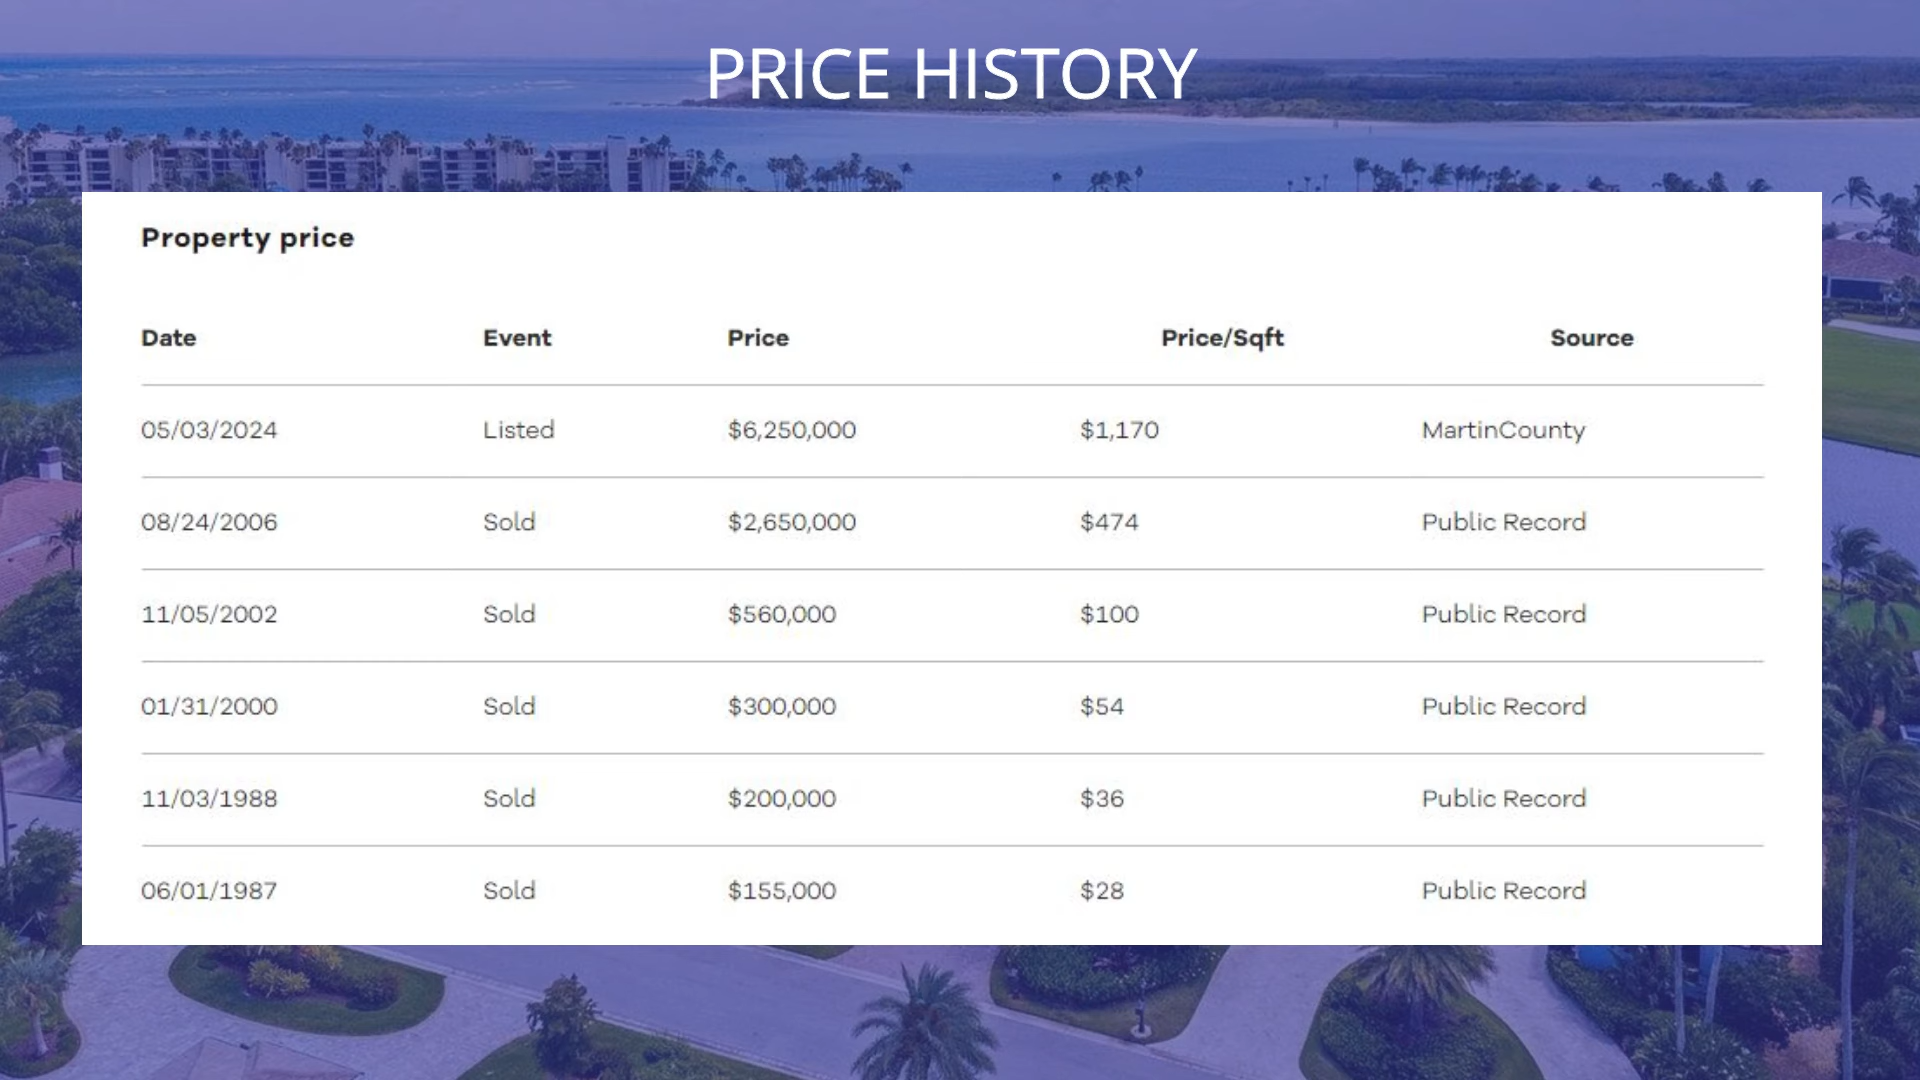 PRICE HISTORY
Property price
Date Event Price Price/Sqft Source
05/03/2024 Listed $6,250,000 $1,170 MartinCounty
08/24/2006 Sold $2,650,000 $474 Public Record
11/05/2002 Sold $560,000 $100 Public Record
01/31/2000 Sold $300,000 $54 Public Record
11/03/1988 Sold $200,000 $36 Public Record
06/01/1987 Sold $155,000 $28 Public Record